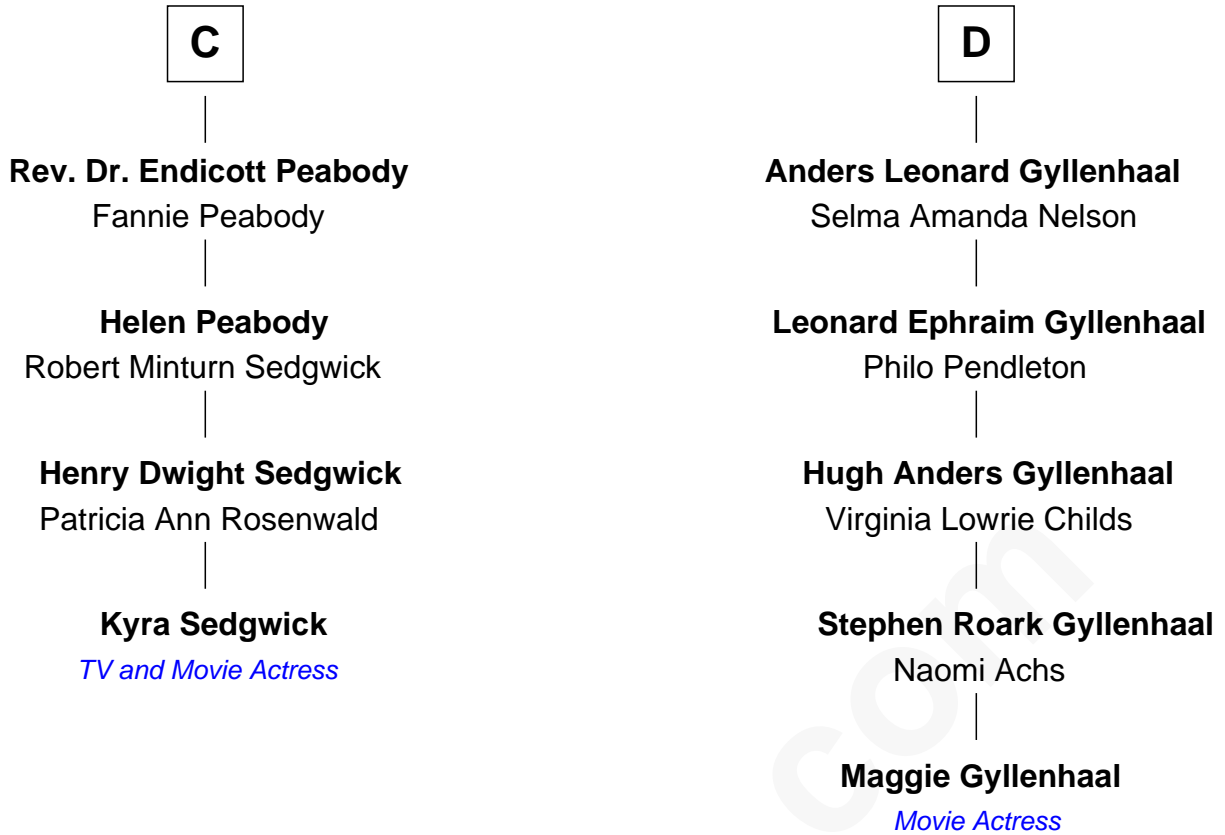 C
Rev. Dr. Endicott Peabody
Fannie Peabody
Helen Peabody
Robert Minturn Sedgwick
Henry Dwight Sedgwick
Patricia Ann Rosenwald
Kyra Sedgwick
TV and Movie Actress
D
Anders Leonard Gyllenhaal
Selma Amanda Nelson
Leonard Ephraim Gyllenhaal
Philo Pendleton
Hugh Anders Gyllenhaal
Virginia Lowrie Childs
Stephen Roark Gyllenhaal
Naomi Achs
Maggie Gyllenhaal
Movie Actress
com